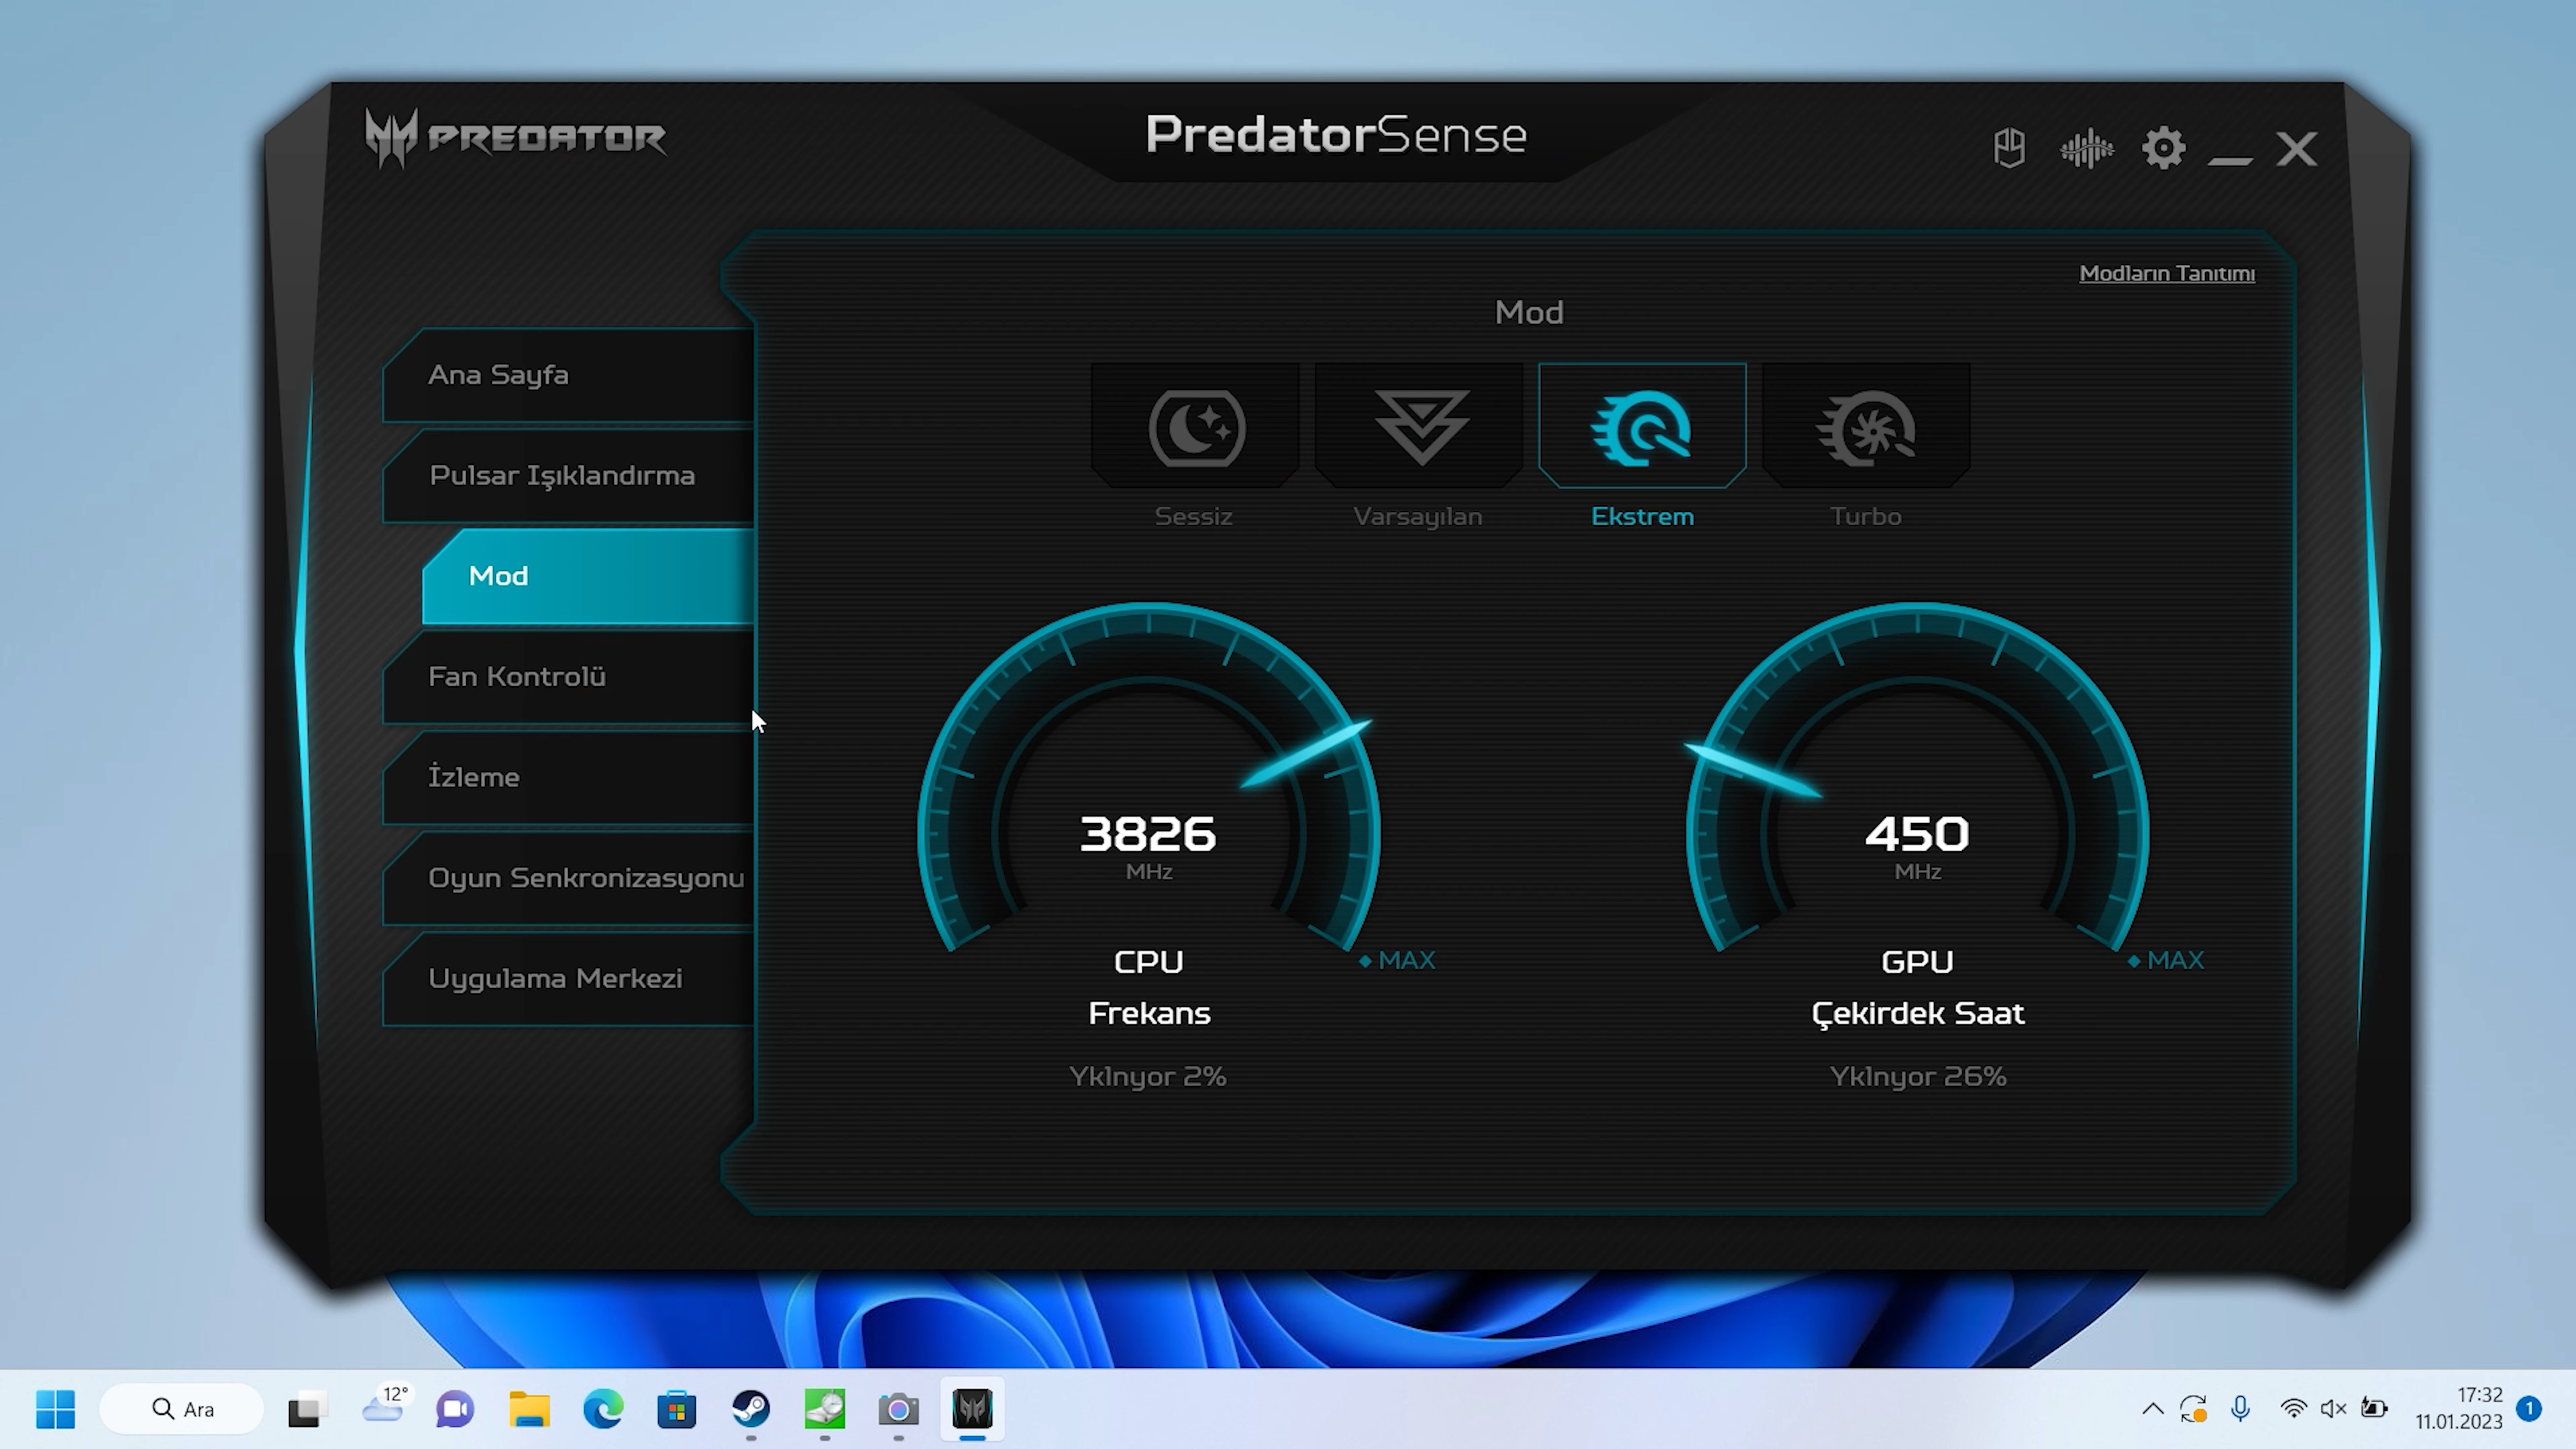 PREDATOR
PredatorSense
Modların Tanıtımı
Mod
Ana Sayfa
Pulsar Işıklandırma
Mod
Fan Kontrolü
İzleme
Oyun Senkronizasyonu
Uygulama Merkezi
Sessiz
Varsayılan
Ekstrem
Turbo
3826
MHz
MAX
CPU
Frekans
Yklnyor 2%
450
MHz
MAX
GPU
Çekirdek Saat
Yklnyor 26%
Ara
12°
17:32
11.01.2023
1